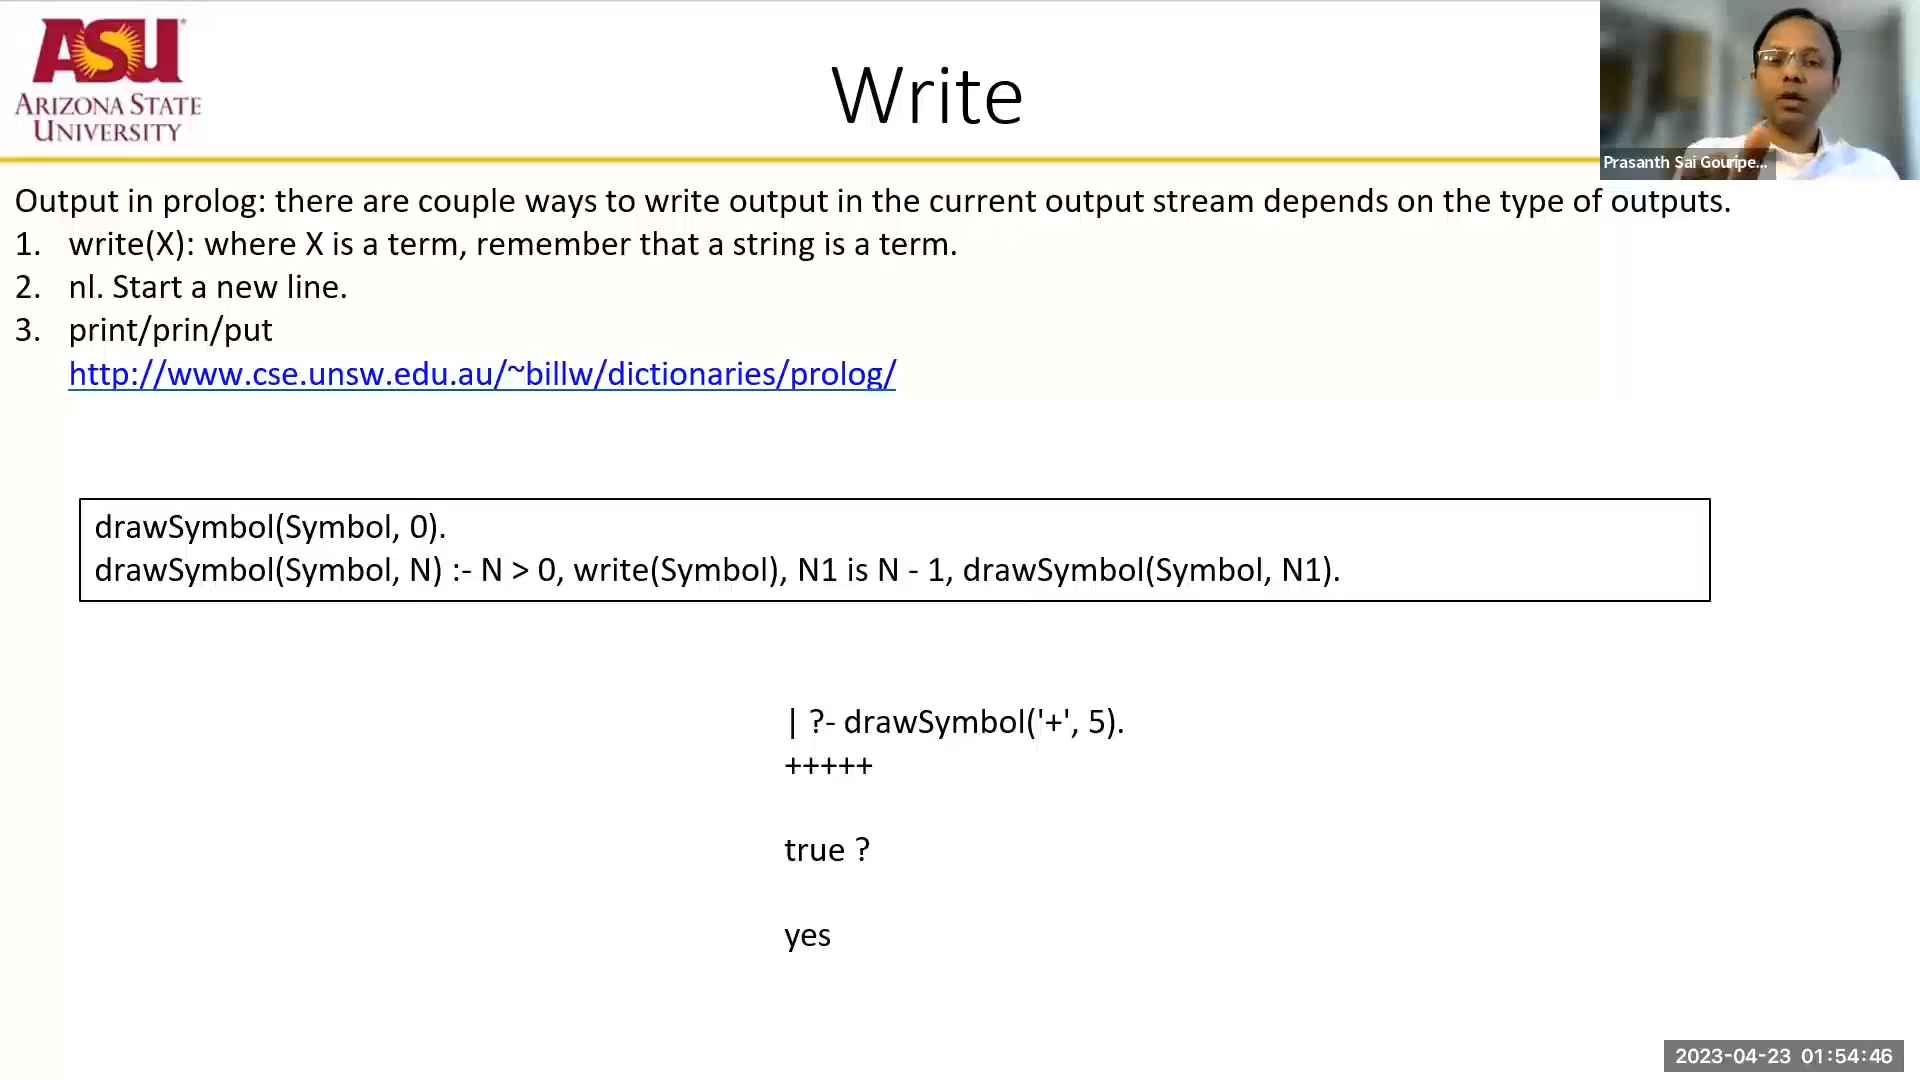 ASU
ARIZONA STATE
UNIVERSITY
Write
Prasanth Sai Gouripe...
Output in prolog: there are couple ways to write output in the current output stream depends on the type of outputs.
1. write(X): where X is a term, remember that a string is a term.
2. nl. Start a new line.
3. print/prin/put
http://www.cse.unsw.edu.au/~billw/dictionaries/prolog/
drawSymbol(Symbol, 0).
drawSymbol(Symbol, N) :- N > 0, write(Symbol), N1 is N - 1, drawSymbol(Symbol, N1).
| ?- drawSymbol('+', 5).
+++++
true ?
yes
2023-04-23 01:54:46